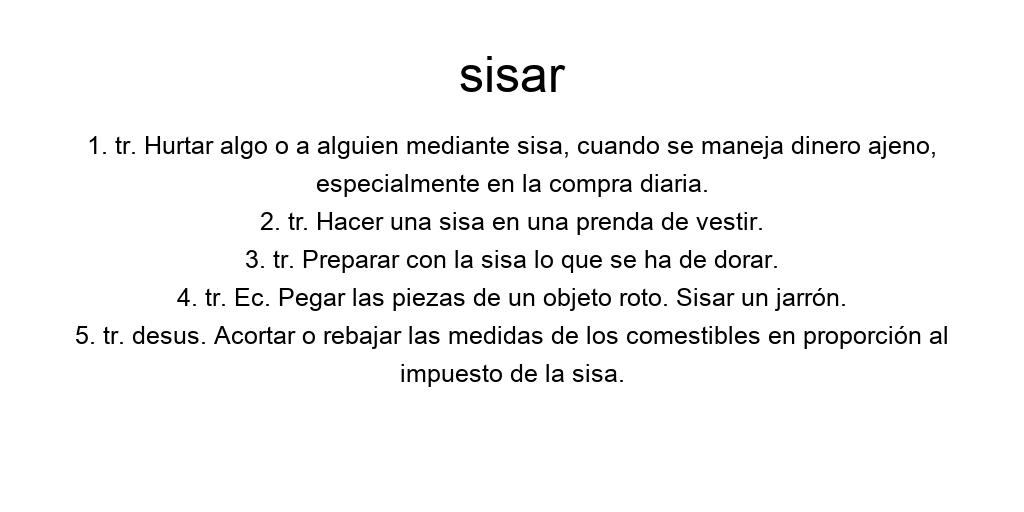 sisar
1. tr. Hurtar algo o a alguien mediante sisa, cuando se maneja dinero ajeno,
especialmente en la compra diaria.
2. tr. Hacer una sisa en una prenda de vestir.
3. tr. Preparar con la sisa lo que se ha de dorar.
4. tr. Ec. Pegar las piezas de un objeto roto. Sisar un jarrón.
5. tr. desus. Acortar o rebajar las medidas de los comestibles en proporción al
impuesto de la sisa.